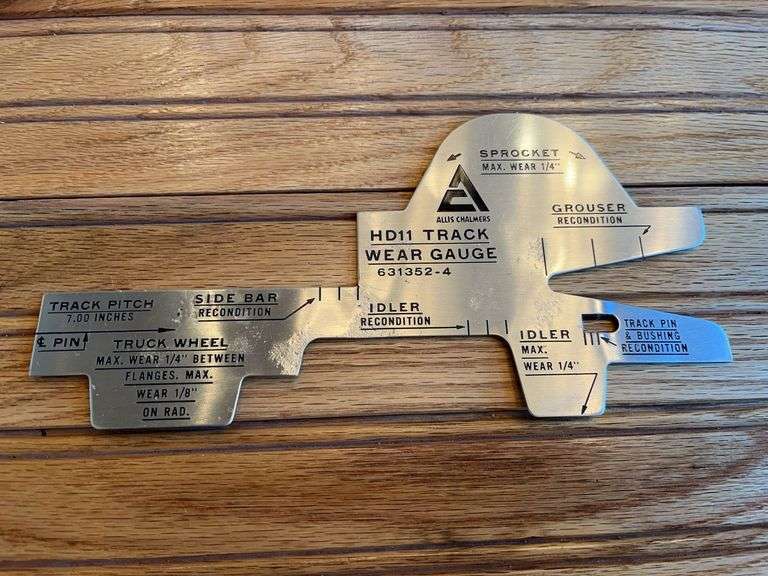 SPROCKET
MAX. WEAR 1/4"
ALLIS CHALMERS
GROUSER
RECONDITION
HD11 TRACK
WEAR GAUGE
631352-4
TRACK PITCH
7.00 INCHES
℄ PIN
SIDE BAR
RECONDITION
IDLER
RECONDITION
TRUCK WHEEL
MAX. WEAR 1/4" BETWEEN
FLANGES. MAX.
WEAR 1/8"
ON RAD.
IDLER
MAX.
WEAR 1/4"
TRACK PIN
& BUSHING
RECONDITION